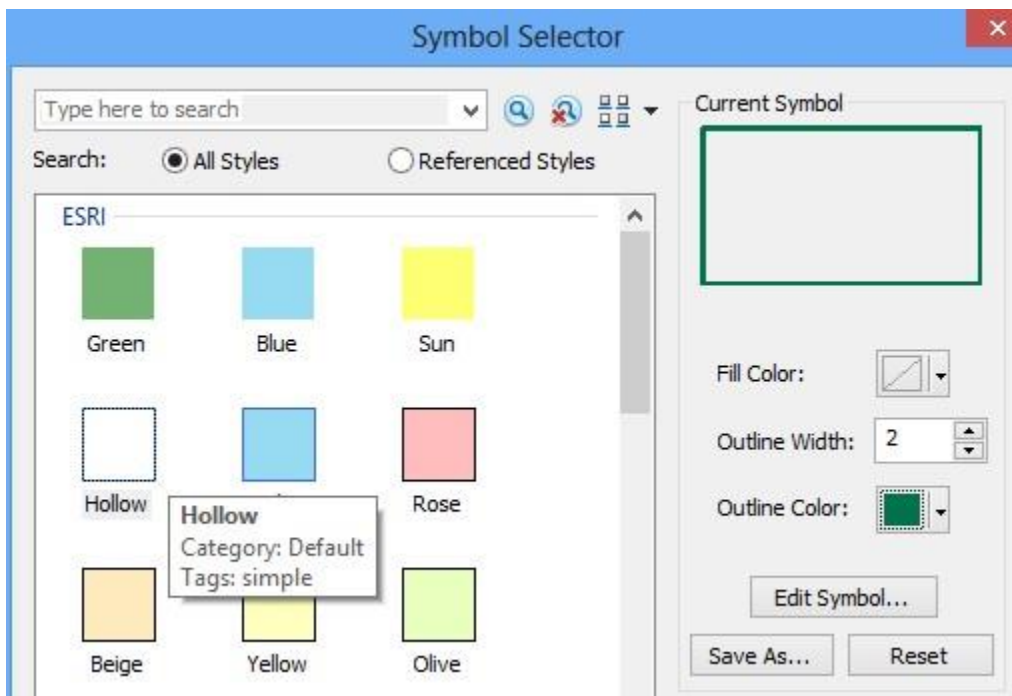 Symbol Selector
Type here to search
Search: All Styles Referenced Styles
ESRI
Green Blue Sun
Hollow Rose
Hollow
Category: Default
Tags: simple
Beige Yellow Olive
Current Symbol
Fill Color:
Outline Width: 2
Outline Color:
Edit Symbol...
Save As... Reset